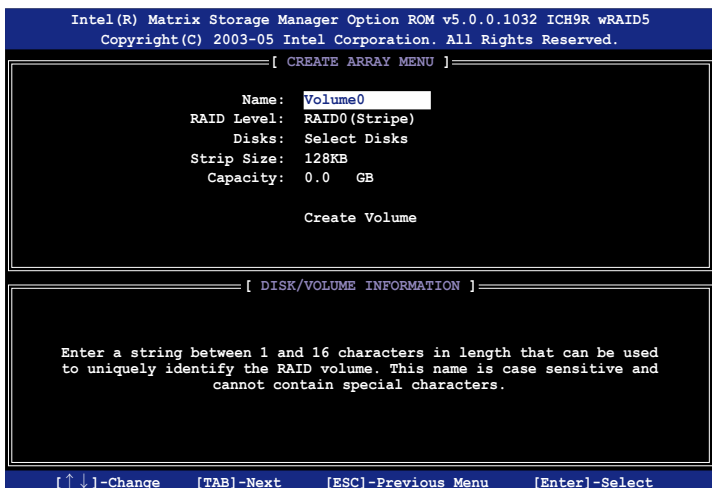 Intel(R) Matrix Storage Manager Option ROM v5.0.0.1032 ICH9R wRAID5
Copyright(C) 2003-05 Intel Corporation. All Rights Reserved.
[ CREATE ARRAY MENU ]
Name: Volume0
RAID Level: RAID0(Stripe)
Disks: Select Disks
Strip Size: 128KB
Capacity: 0.0 GB
Create Volume
[ DISK/VOLUME INFORMATION ]
Enter a string between 1 and 16 characters in length that can be used
to uniquely identify the RAID volume. This name is case sensitive and
cannot contain special characters.
[↑↓]-Change [TAB]-Next [ESC]-Previous Menu [Enter]-Select